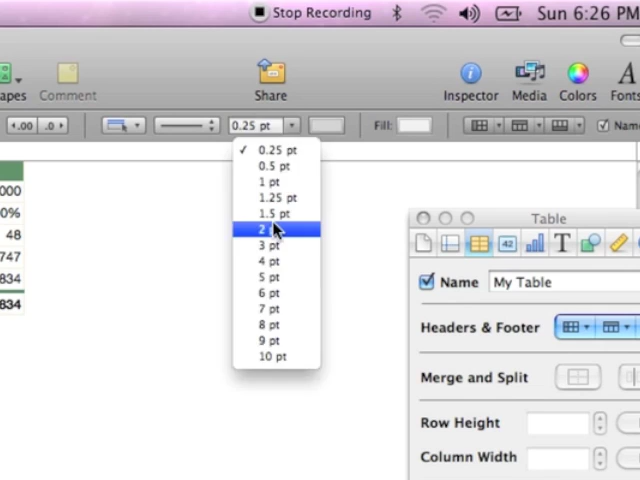 Stop Recording Sun 6:26 PM
apes Comment Share Inspector Media Colors Fonts
4.00 .0 0.25 pt Fill: Name
✓ 0.25 pt
0.5 pt
1 pt
1.25 pt
1.5 pt
2
3 pt
4 pt
5 pt
6 pt
7 pt
8 pt
9 pt
10 pt
000
0%
48
747
834
834
Table
42 T
Name My Table
Headers & Footer
Merge and Split
Row Height
Column Width